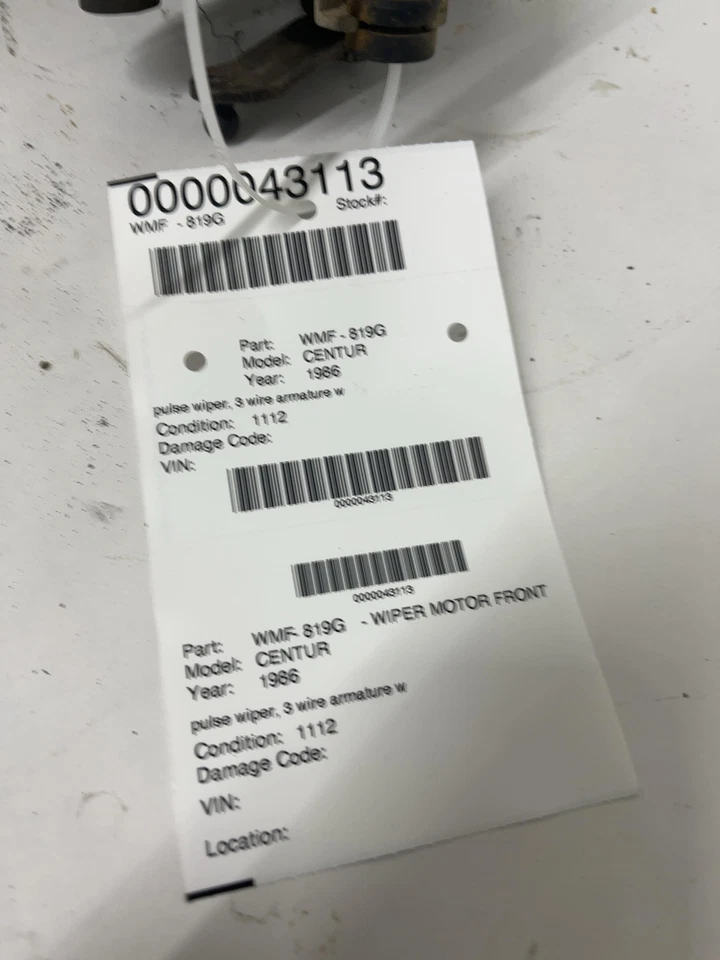 0000043113
WMF - 819G Stock#:
Part: WMF - 819G
Model: CENTUR
Year: 1986
pulse wiper, 3 wire armature w
Condition: 1112
Damage Code:
VIN:
0000043113
0000043113
Part: WMF- 819G - WIPER MOTOR FRONT
Model: CENTUR
Year: 1986
pulse wiper, 3 wire armature w
Condition: 1112
Damage Code:
VIN:
Location: